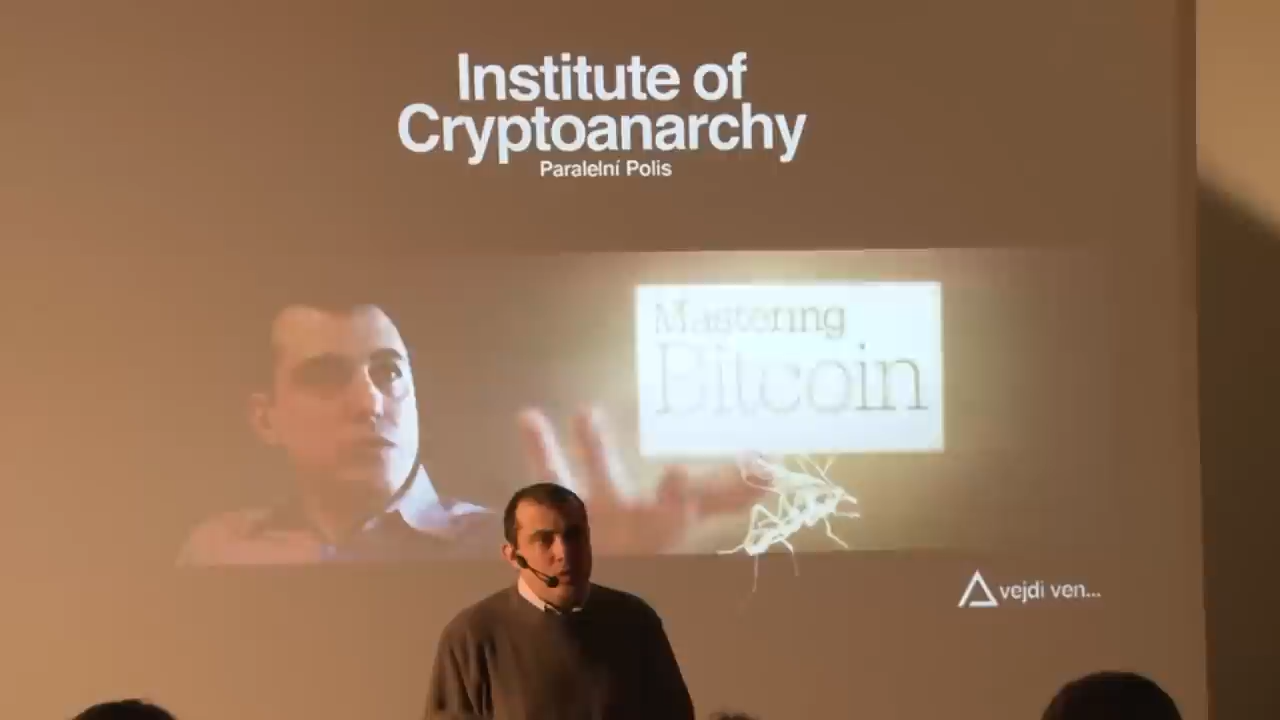 Institute of
Cryptoanarchy
Paralelní Polis
Mastering
Bitcoin
vejdi ven...